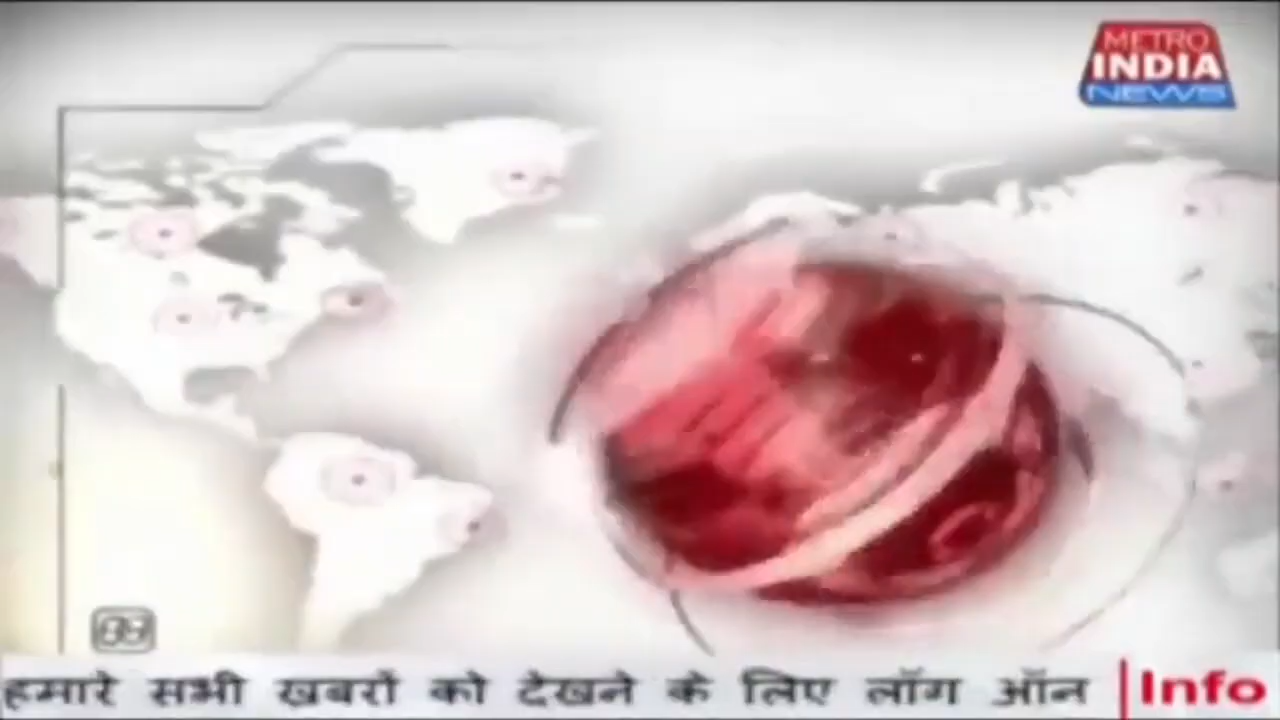 METRO
INDIA
NEWS
हमारे सभी खबरों को देखने के लिए लॉग ऑन
Info